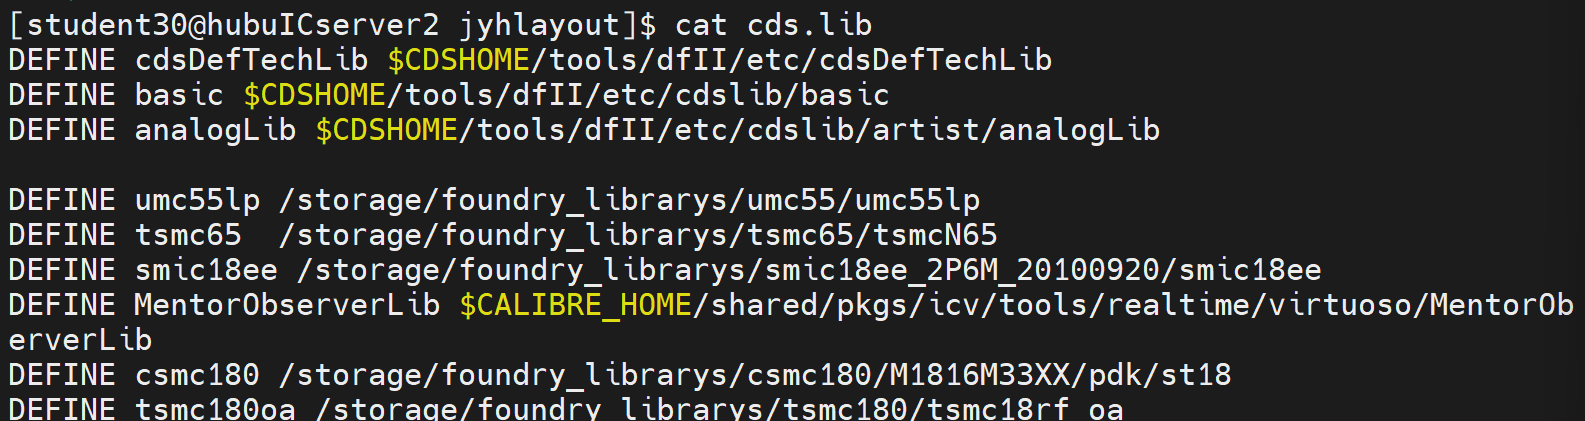 [student30@hubuICserver2 jyhlayout]$ cat cds.lib
DEFINE cdsDefTechLib $CDSHOME/tools/dfII/etc/cdsDefTechLib
DEFINE basic $CDSHOME/tools/dfII/etc/cdslib/basic
DEFINE analogLib $CDSHOME/tools/dfII/etc/cdslib/artist/analogLib
DEFINE umc55lp /storage/foundry_librarys/umc55/umc55lp
DEFINE tsmc65  /storage/foundry_librarys/tsmc65/tsmcN65
DEFINE smic18ee /storage/foundry_librarys/smic18ee_2P6M_20100920/smic18ee
DEFINE MentorObserverLib $CALIBRE_HOME/shared/pkgs/icv/tools/realtime/virtuoso/MentorOb
erverLib
DEFINE csmc180 /storage/foundry_librarys/csmc180/M1816M33XX/pdk/st18
DEFINE tsmc180oa /storage/foundry_librarys/tsmc180/tsmc18rf_oa